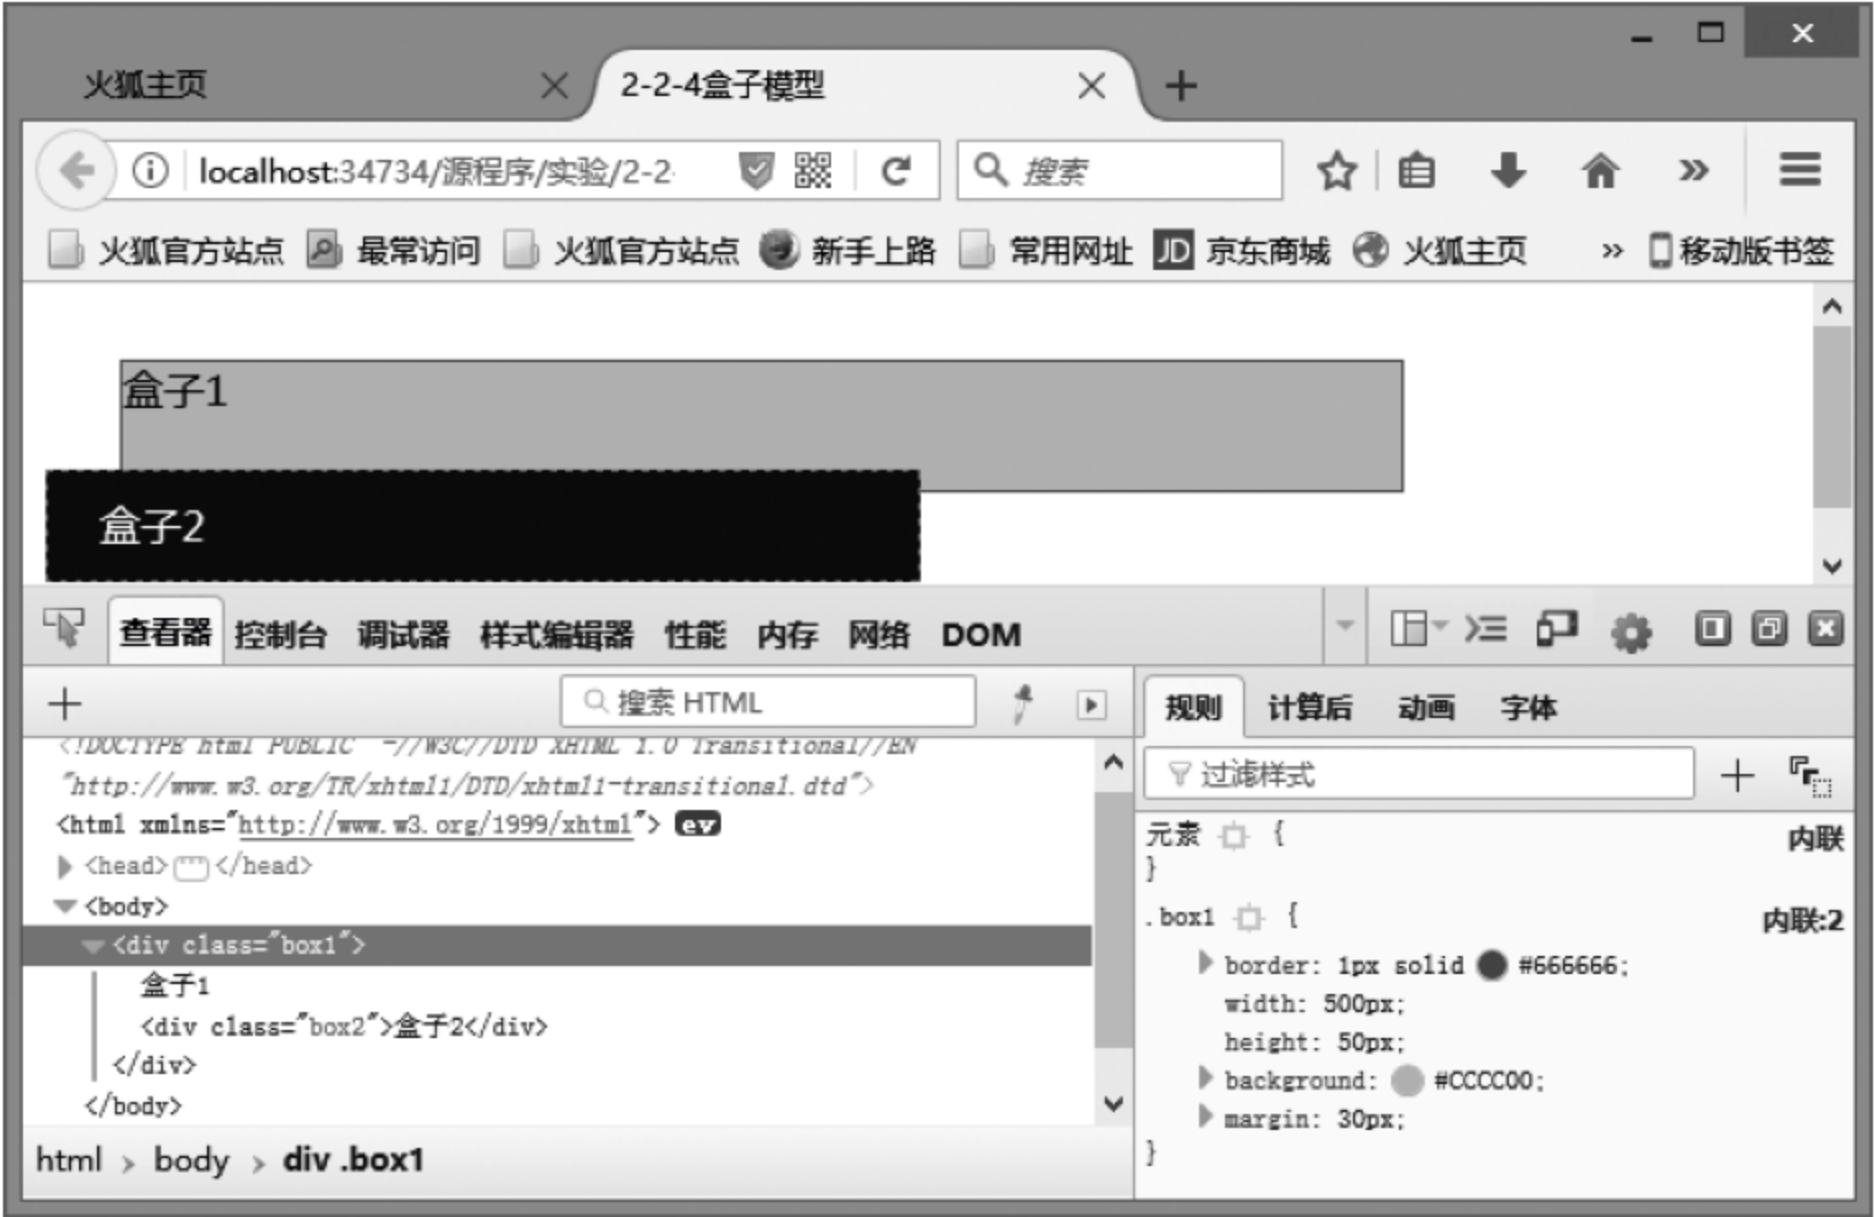 火狐主页
2-2-4盒子模型
localhost:34734/源程序/实验/2-2-
搜索
火狐官方站点 最常访问 火狐官方站点 新手上路 常用网址 JD 京东商城 火狐主页 » 移动版书签
盒子1
盒子2
查看器 控制台 调试器 样式编辑器 性能 内存 网络 DOM
搜索 HTML
<!DOCTYPE html PUBLIC "-//W3C//DTD XHTML 1.0 Transitional//EN"
"http://www.w3.org/TR/xhtml1/DTD/xhtml1-transitional.dtd">
<html xmlns="http://www.w3.org/1999/xhtml"> ev
<head></head>
<body>
<div class="box1">
盒子1
<div class="box2">盒子2</div>
</div>
</body>
html > body > div .box1
规则 计算后 动画 字体
过滤样式
元素 { 内联
}
.box1 { 内联:2
border: 1px solid #666666;
width: 500px;
height: 50px;
background: #CCCC00;
margin: 30px;
}